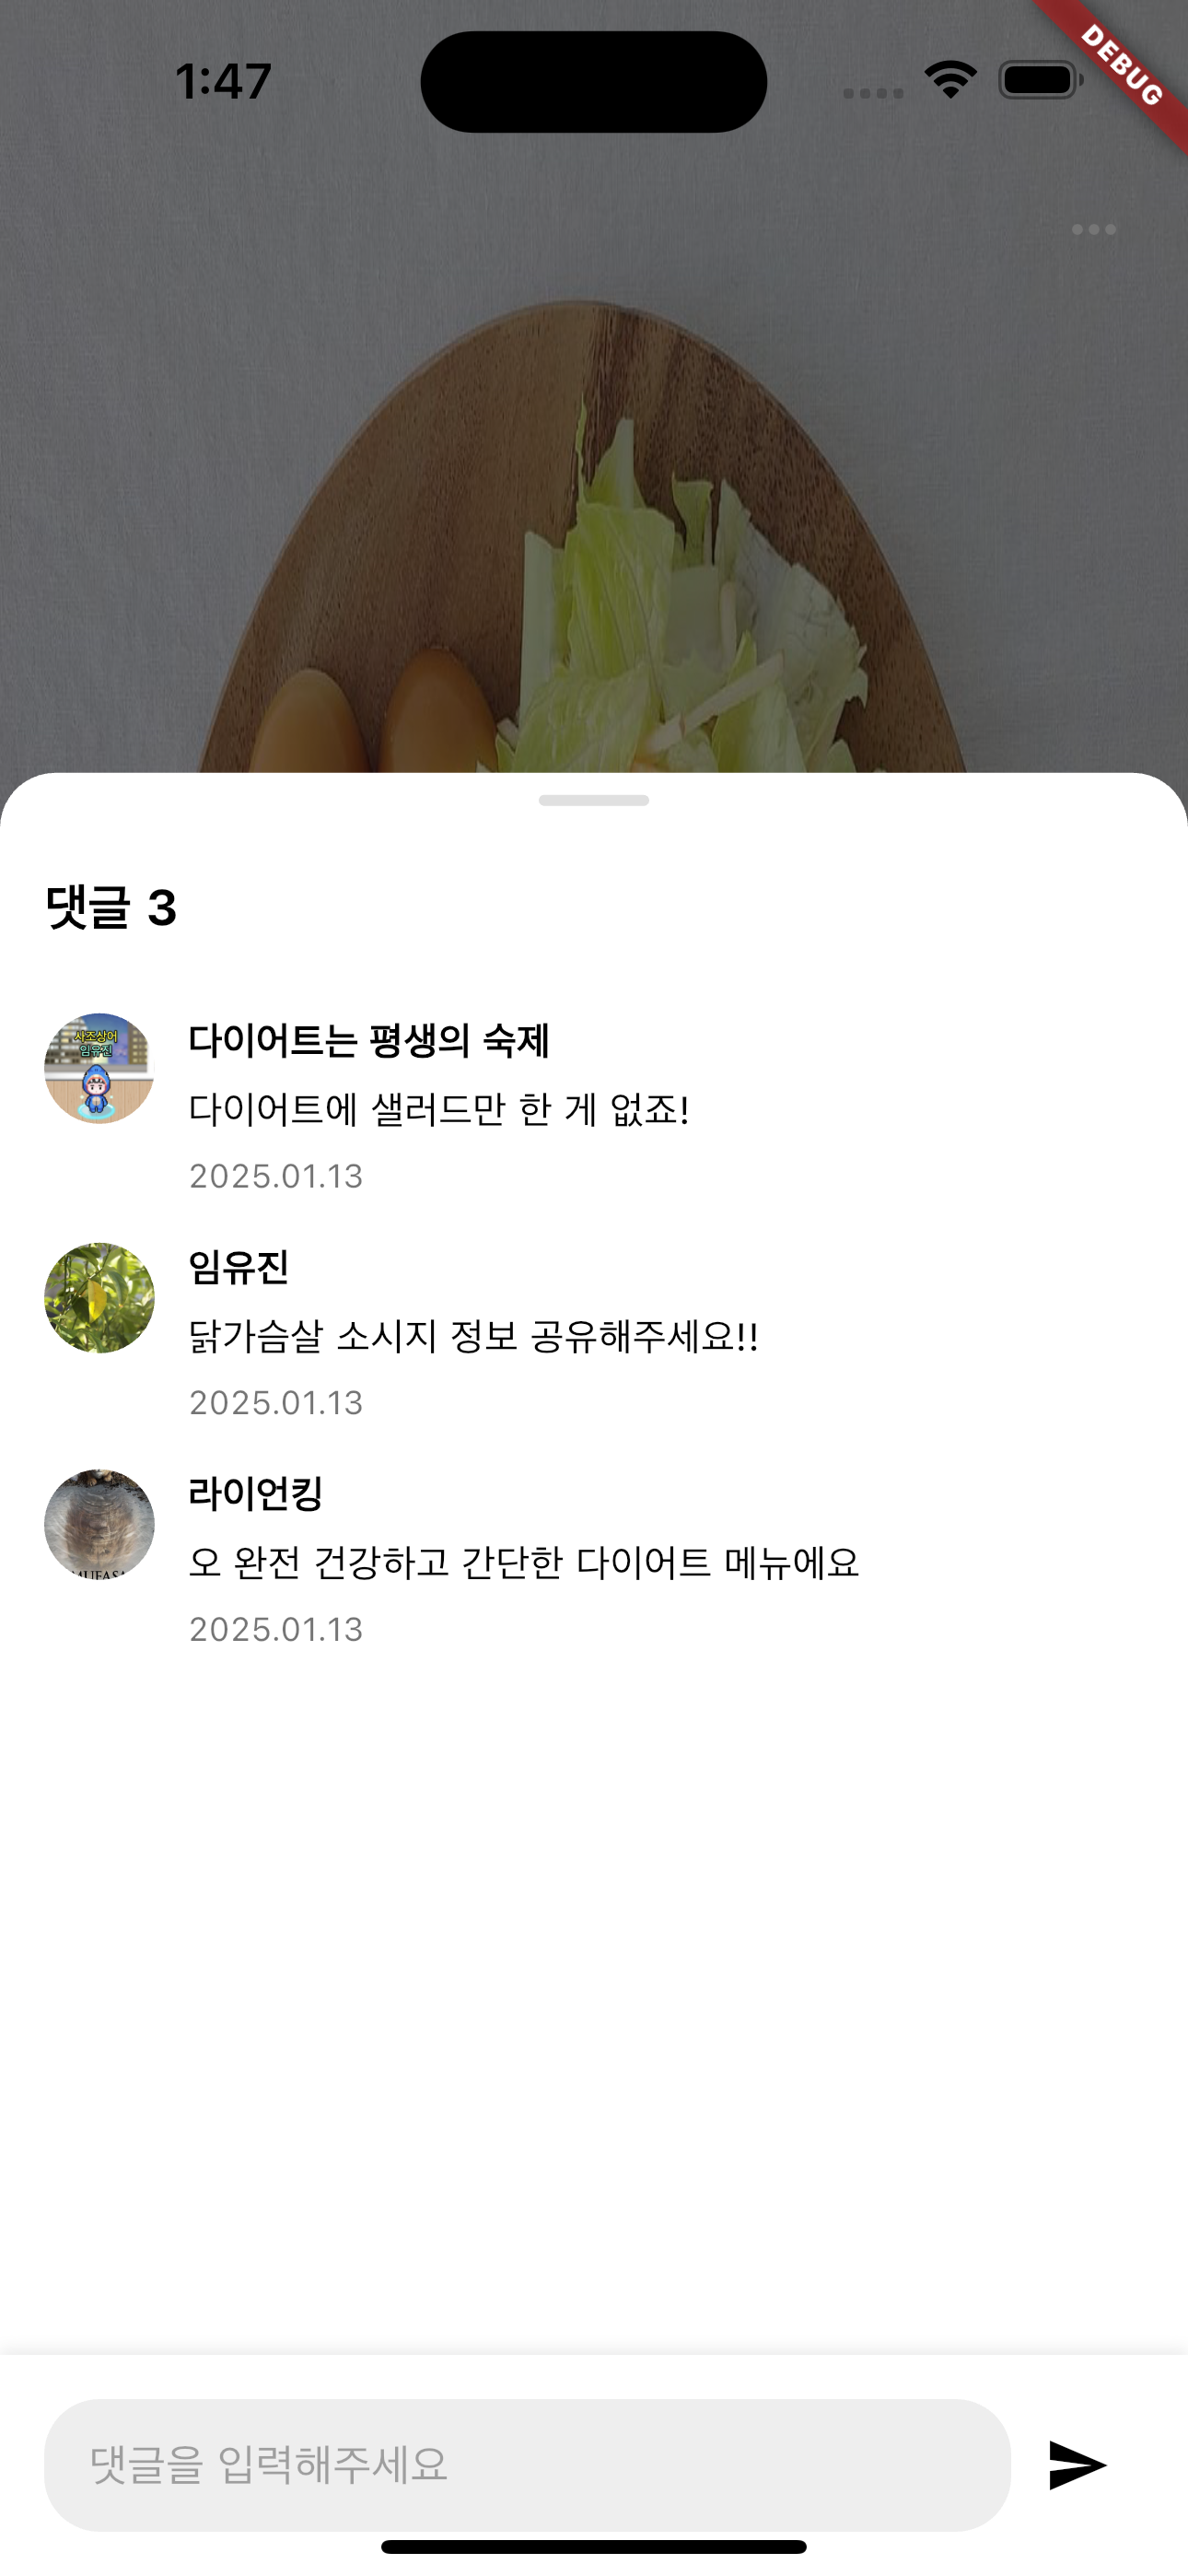 1:47
DEBUG
댓글 3
사조상어
임유진
다이어트는 평생의 숙제
다이어트에 샐러드만 한 게 없죠!
2025.01.13
임유진
닭가슴살 소시지 정보 공유해주세요!!
2025.01.13
MUFASA
라이언킹
오 완전 건강하고 간단한 다이어트 메뉴에요
2025.01.13
댓글을 입력해주세요